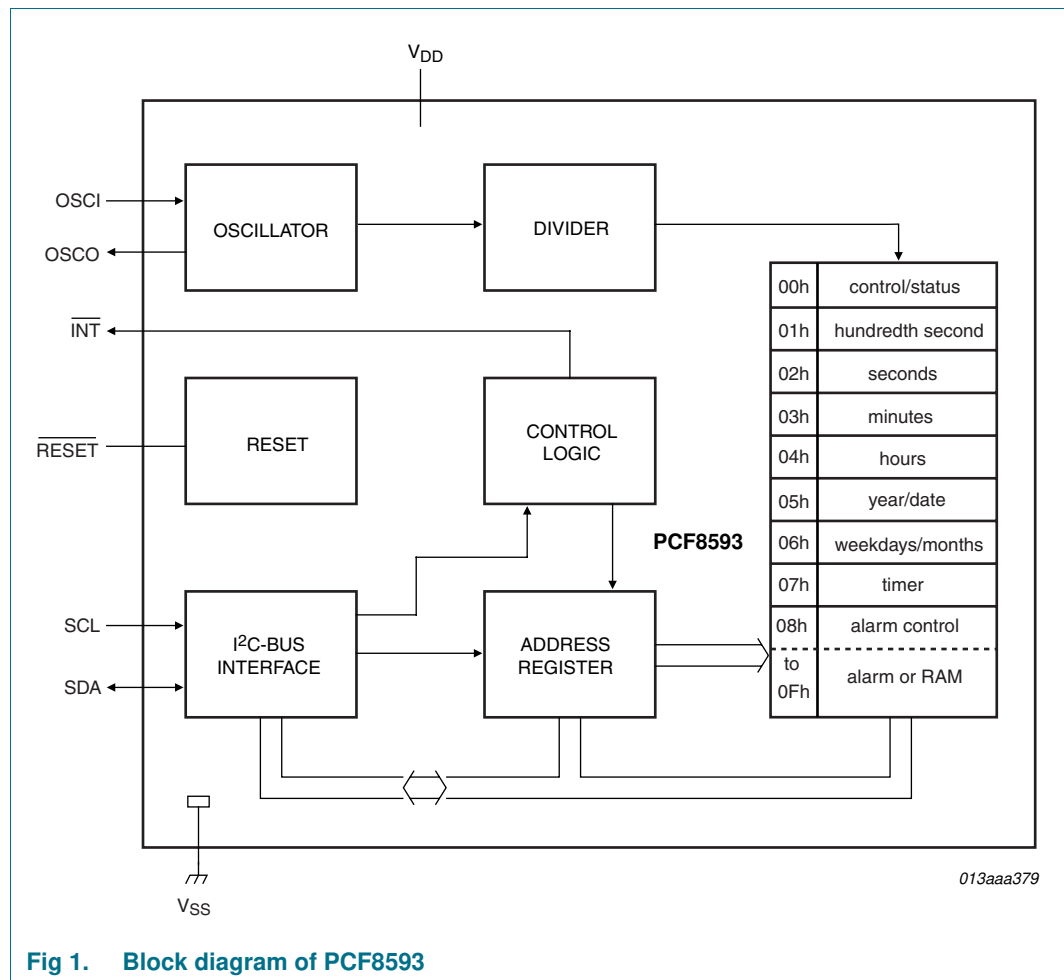 VDD
OSCI
OSCO
OSCILLATOR
DIVIDER
INT
RESET
RESET
CONTROL
LOGIC
PCF8593
SCL
SDA
I2C-BUS
INTERFACE
ADDRESS
REGISTER
00h control/status
01h hundredth second
02h seconds
03h minutes
04h hours
05h year/date
06h weekdays/months
07h timer
08h alarm control
to
0Fh
alarm or RAM
VSS
013aaa379
Fig 1. Block diagram of PCF8593